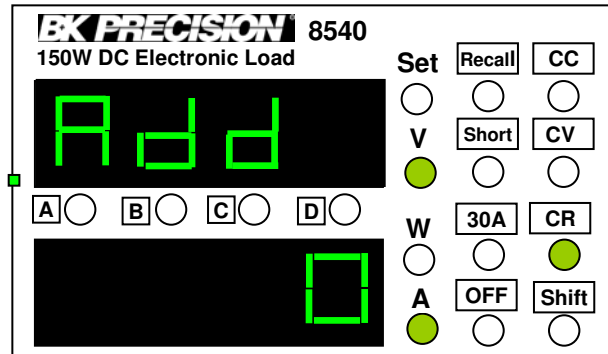 BK PRECISION® 8540
150W DC Electronic Load
Set Recall CC
Add
V Short CV
A B C D
W 30A CR
0
A OFF Shift